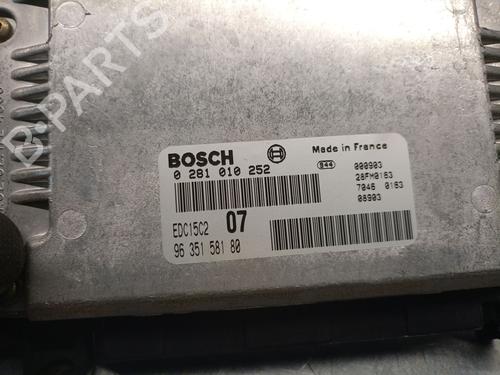 B-PARTS
BOSCH
Made in France
0 281 010 252
944 000903
28FM0163
7046 0163
08903
EDC15C2 07
96 351 581 80